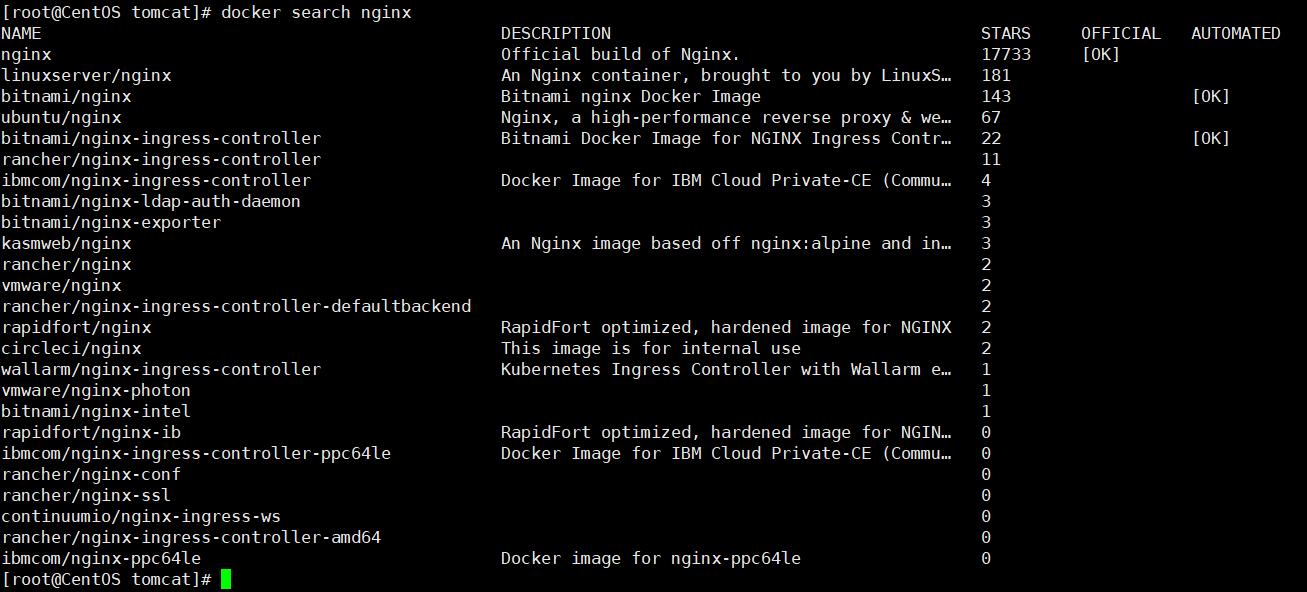 [root@CentOS tomcat]# docker search nginx
NAME DESCRIPTION STARS OFFICIAL AUTOMATED
nginx Official build of Nginx. 17733 [OK]
linuxserver/nginx An Nginx container, brought to you by LinuxS… 181
bitnami/nginx Bitnami nginx Docker Image 143 [OK]
ubuntu/nginx Nginx, a high-performance reverse proxy & we… 67
bitnami/nginx-ingress-controller Bitnami Docker Image for NGINX Ingress Contr… 22 [OK]
rancher/nginx-ingress-controller 11
ibmcom/nginx-ingress-controller Docker Image for IBM Cloud Private-CE (Commu… 4
bitnami/nginx-ldap-auth-daemon 3
bitnami/nginx-exporter 3
kasmweb/nginx An Nginx image based off nginx:alpine and in… 3
rancher/nginx 2
vmware/nginx 2
rancher/nginx-ingress-controller-defaultbackend 2
rapidfort/nginx RapidFort optimized, hardened image for NGINX 2
circleci/nginx This image is for internal use 2
wallarm/nginx-ingress-controller Kubernetes Ingress Controller with Wallarm e… 1
vmware/nginx-photon 1
bitnami/nginx-intel 1
rapidfort/nginx-ib RapidFort optimized, hardened image for NGIN… 0
ibmcom/nginx-ingress-controller-ppc64le Docker Image for IBM Cloud Private-CE (Commu… 0
rancher/nginx-conf 0
rancher/nginx-ssl 0
continuumio/nginx-ingress-ws 0
rancher/nginx-ingress-controller-amd64 0
ibmcom/nginx-ppc64le Docker image for nginx-ppc64le 0
[root@CentOS tomcat]#